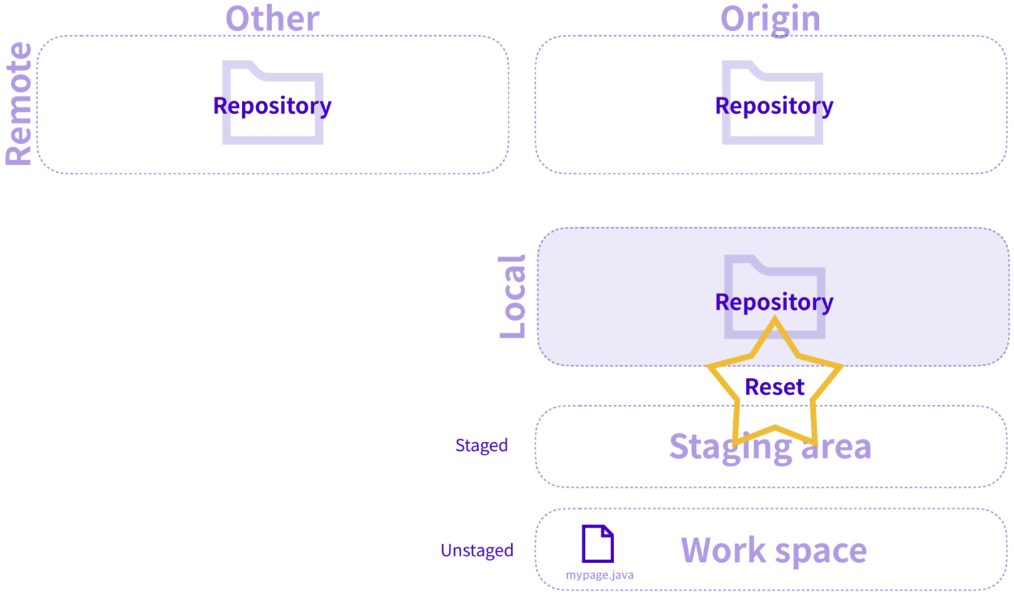 Other
Origin
Remote
Repository
Repository
Local
Repository
Reset
Staged
Staging area
Unstaged
mypage.java
Work space